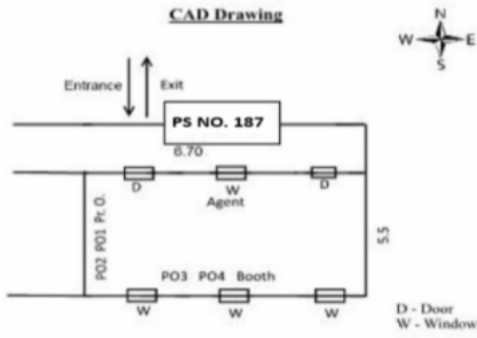 CAD Drawing
N
W E
S
Entrance Exit
PS NO. 187
6.70
D W D
Agent
PO2 PO1 Pr. O.
5.5
PO3 PO4 Booth
W W W
D - Door
W - Window